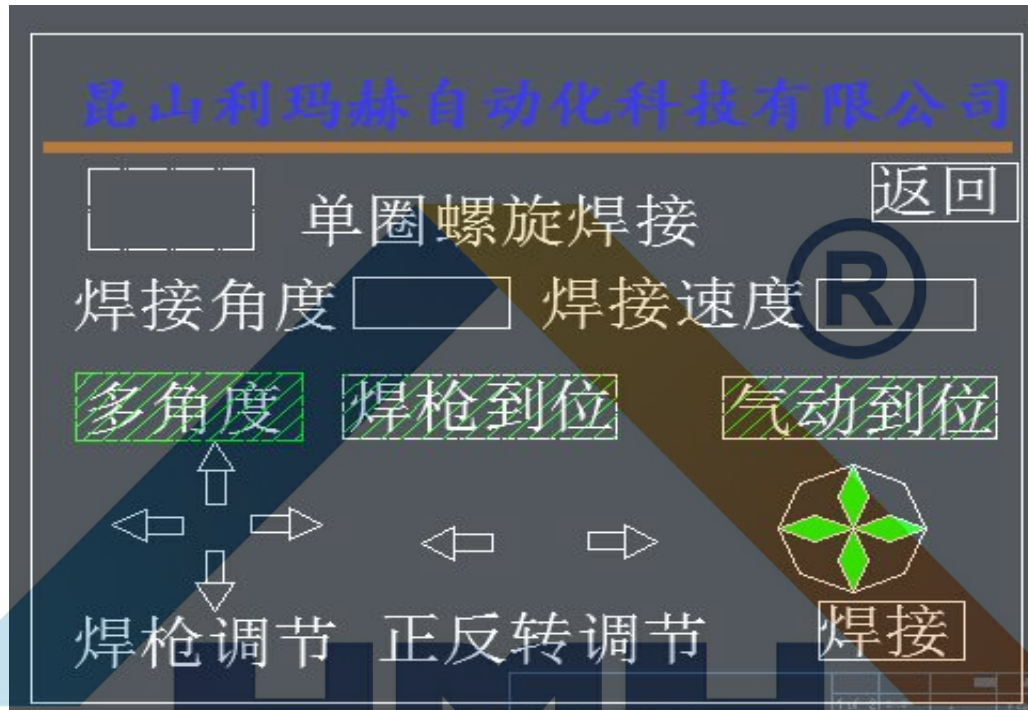 昆山利玛赫自动化科技有限公司
单圈螺旋焊接 返回
焊接角度 焊接速度
®
多角度 焊枪到位 气动到位
焊枪调节 正反转调节 焊接